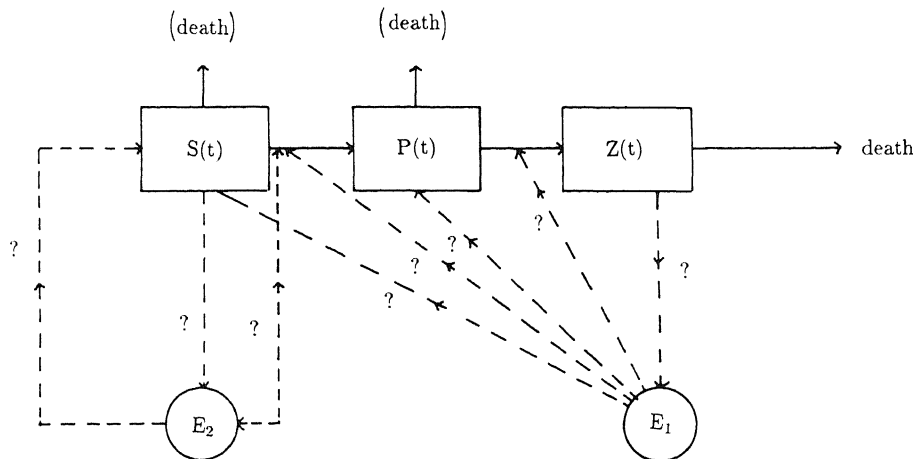 (death)
(death)
S(t)
P(t)
Z(t)
death
?
?
?
?
?
?
?
?
E₂
E₁